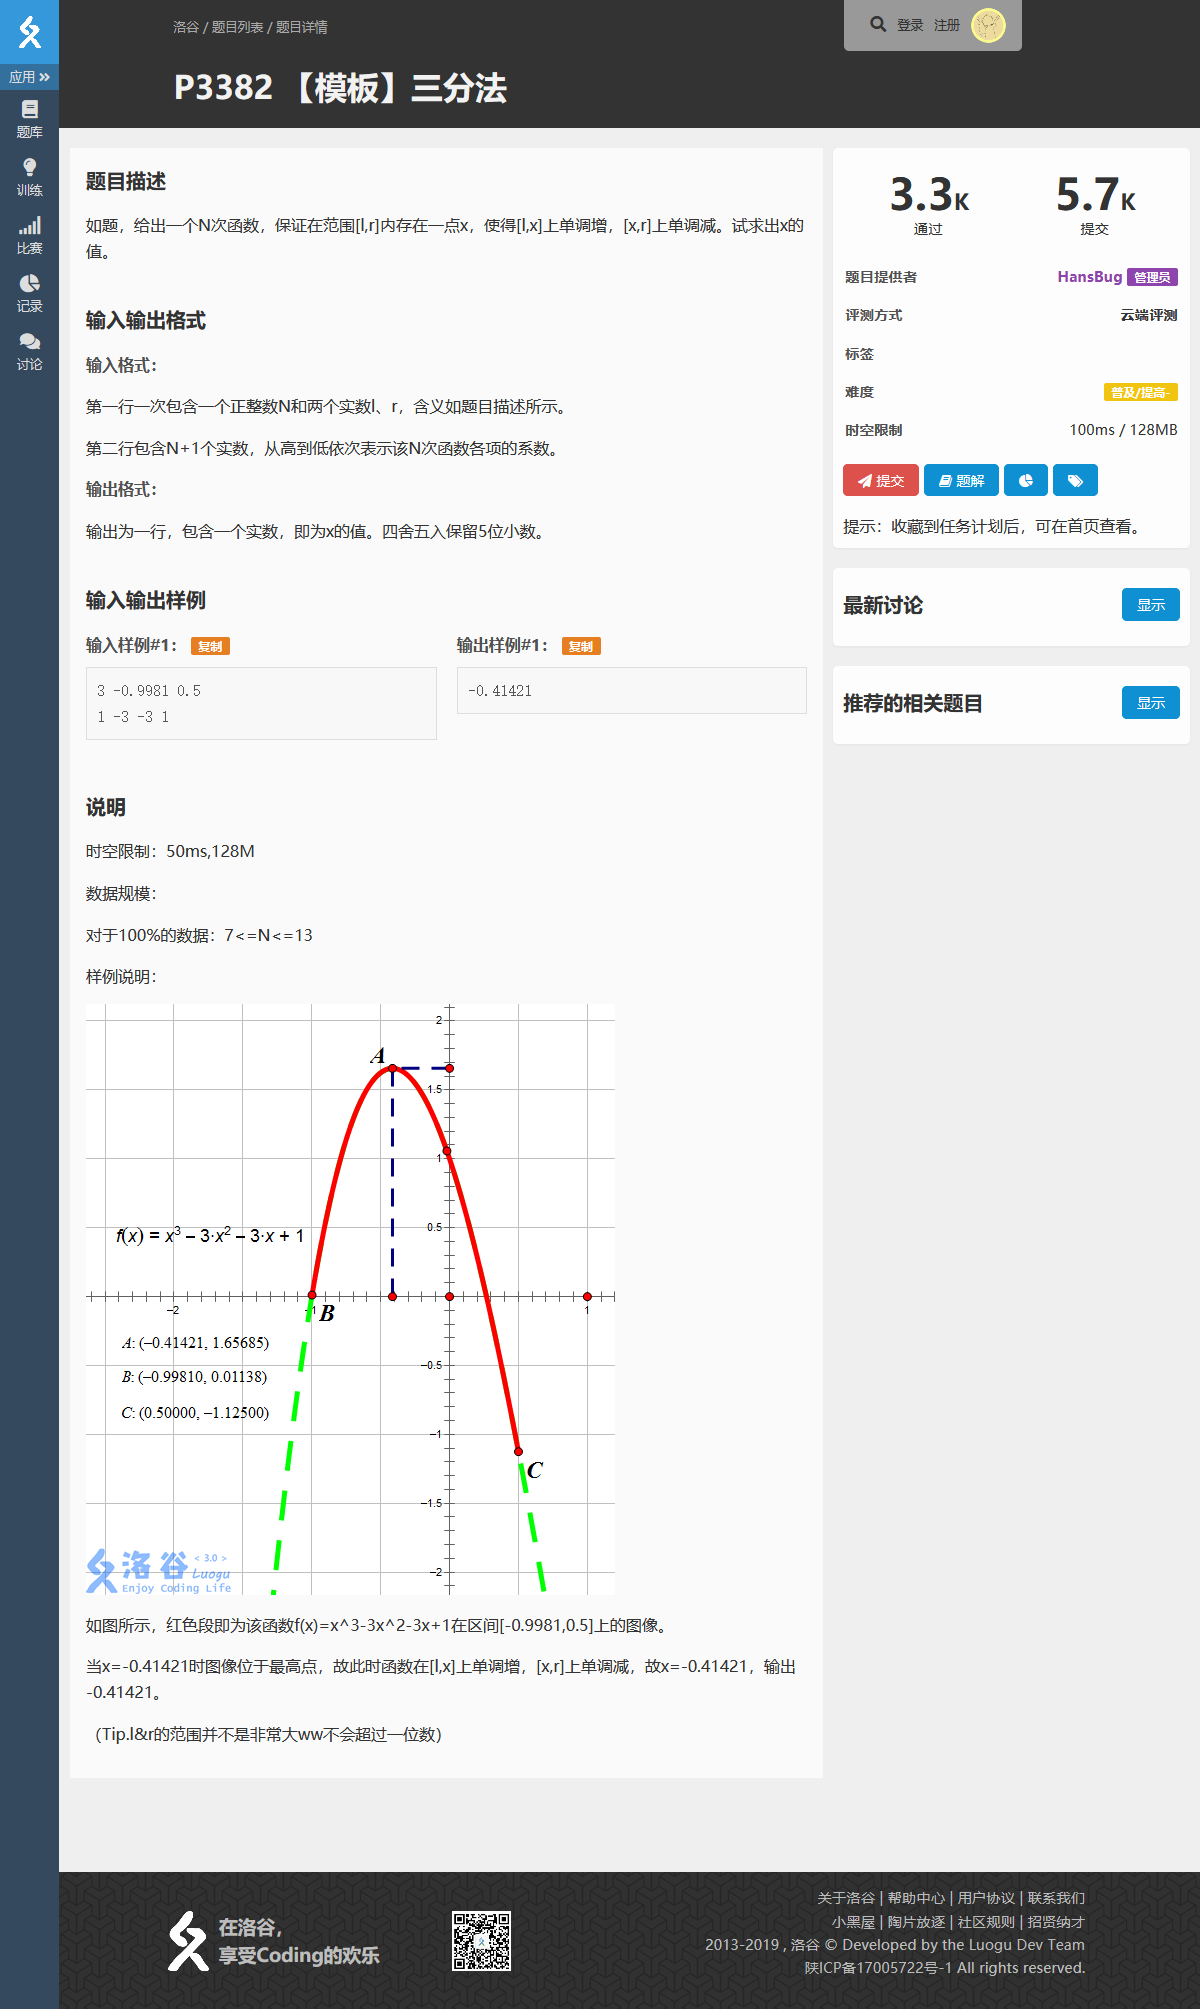 洛谷 / 题目列表 / 题目详情
登录 注册
P3382 【模板】三分法
应用
题库
训练
比赛
记录
讨论
题目描述
如题，给出一个N次函数，保证在范围[l,r]内存在一点x，使得[l,x]上单调增，[x,r]上单调减。试求出x的
值。
输入输出格式
输入格式：
第一行一次包含一个正整数N和两个实数l、r，含义如题目描述所示。
第二行包含N+1个实数，从高到低依次表示该N次函数各项的系数。
输出格式：
输出为一行，包含一个实数，即为x的值。四舍五入保留5位小数。
输入输出样例
输入样例#1： 复制
3 -0.9981 0.5
1 -3 -3 1
输出样例#1： 复制
-0.41421
说明
时空限制：50ms,128M
数据规模：
对于100%的数据：7<=N<=13
样例说明：
2
A
1.5
1
0.5
f(x) = x³ – 3·x² – 3·x + 1
–2
-1
B
1
A: (–0.41421, 1.65685)
B: (–0.99810, 0.01138)
C: (0.50000, –1.12500)
–0.5
–1
C
–1.5
–2
洛谷 < 3.0 >
Luogu
Enjoy Coding Life
如图所示，红色段即为该函数f(x)=x^3-3x^2-3x+1在区间[-0.9981,0.5]上的图像。
当x=-0.41421时图像位于最高点，故此时函数在[l,x]上单调增，[x,r]上单调减，故x=-0.41421，输出
-0.41421。
（Tip.l&r的范围并不是非常大ww不会超过一位数）
3.3K
通过
5.7K
提交
题目提供者 HansBug 管理员
评测方式 云端评测
标签
难度 普及/提高-
时空限制 100ms / 128MB
提交 题解
提示：收藏到任务计划后，可在首页查看。
最新讨论 显示
推荐的相关题目 显示
在洛谷，
享受Coding的欢乐
关于洛谷 | 帮助中心 | 用户协议 | 联系我们
小黑屋 | 陶片放逐 | 社区规则 | 招贤纳才
2013-2019 , 洛谷 © Developed by the Luogu Dev Team
陕ICP备17005722号-1 All rights reserved.